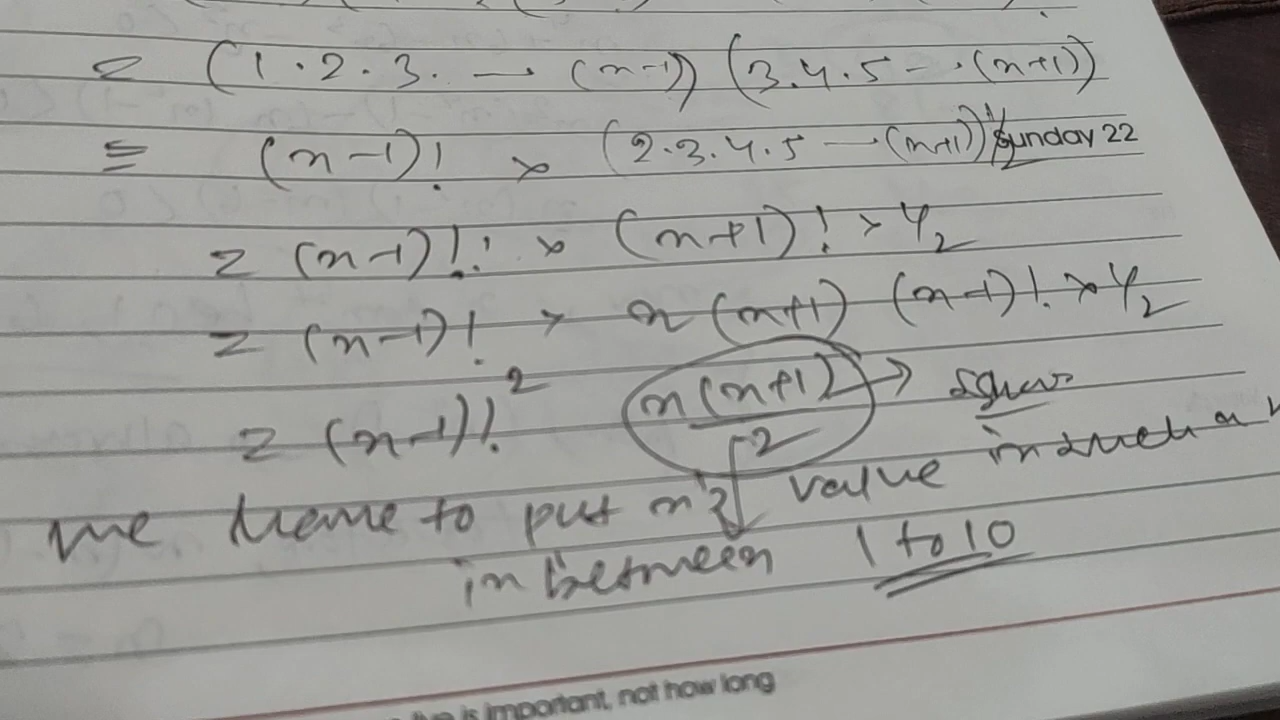 = (1.2.3. — (n-1)) (3.4.5 -- .(n+1))
= (n-1)! × (2.3.4.5 — (n+1)) 1/2
Sunday 22
= (n-1)! × (n+1)! × 1/2
= (n-1)! × n(n+1) (n-1)! × 1/2
= (n-1)!² n(n+1)/2 →
we have to put n's value in such a
in between 1 to 10
is important, not how long